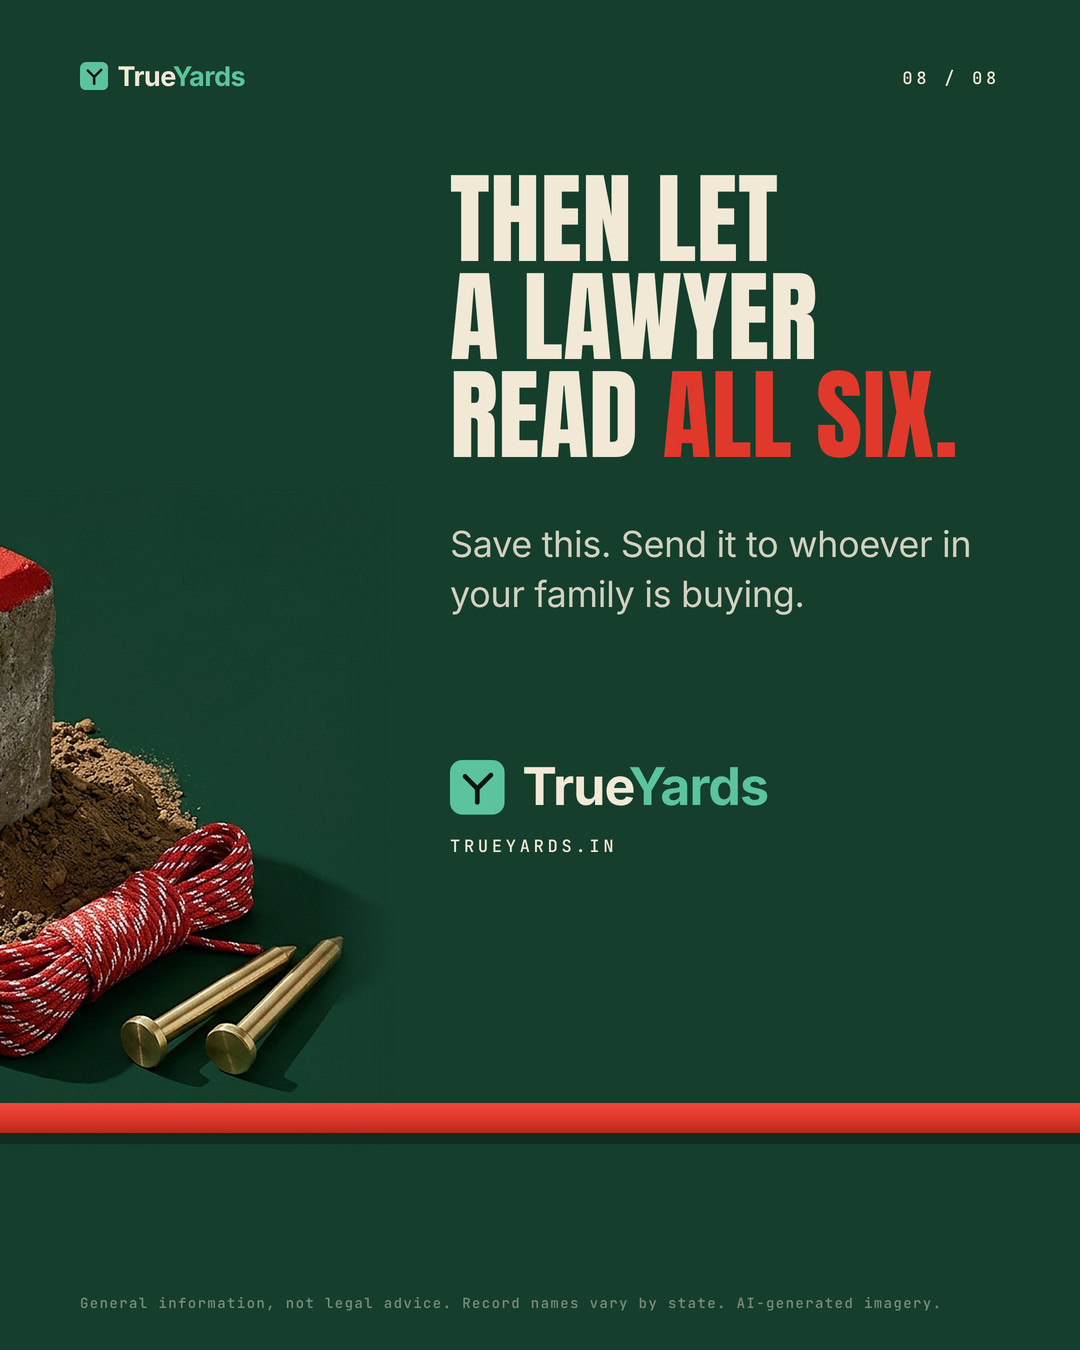 TrueYards
08 / 08
THEN LET
A LAWYER
READ ALL SIX.
Save this. Send it to whoever in
your family is buying.
TrueYards
TRUEYARDS.IN
General information, not legal advice. Record names vary by state. AI-generated imagery.